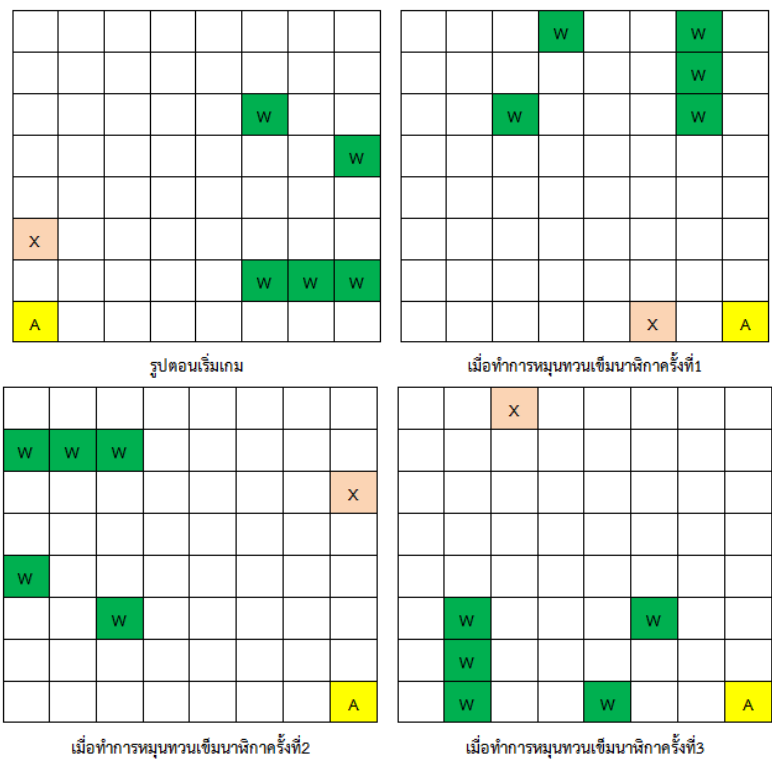 W W
W
W W W
W
X
W W W
A X A
รูปตอนเริ่มเกม เมื่อทำการหมุนทวนเข็มนาฬิกาครั้งที่1
X
W W W
X
W
W W W
W
A W W A
เมื่อทำการหมุนทวนเข็มนาฬิกาครั้งที่2 เมื่อทำการหมุนทวนเข็มนาฬิกาครั้งที่3